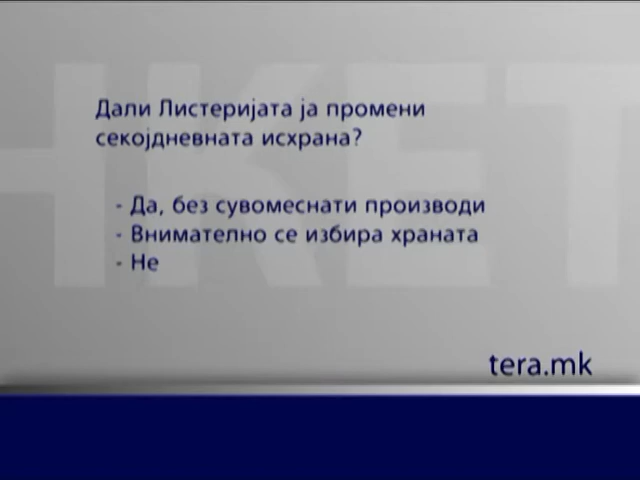 Дали Листеријата ја промени
секојдневната исхрана?
- Да, без сувомеснати производи
- Внимателно се избира храната
- Не
tera.mk